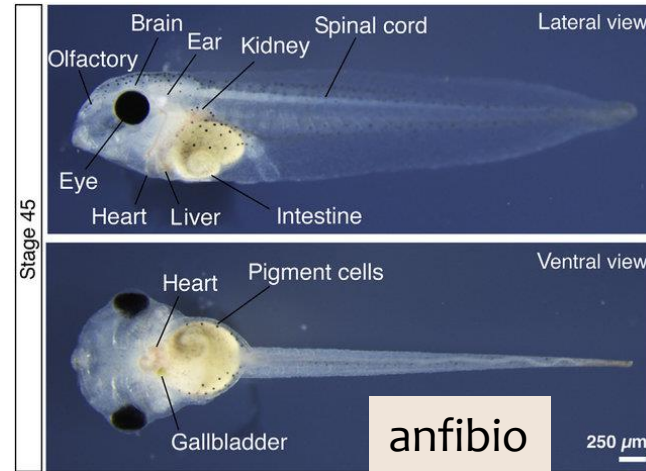 Stage 45
Lateral view
Olfactory
Brain
Ear
Kidney
Spinal cord
Eye
Heart
Liver
Intestine
Ventral view
Heart
Pigment cells
Gallbladder
anfibio
250 µm